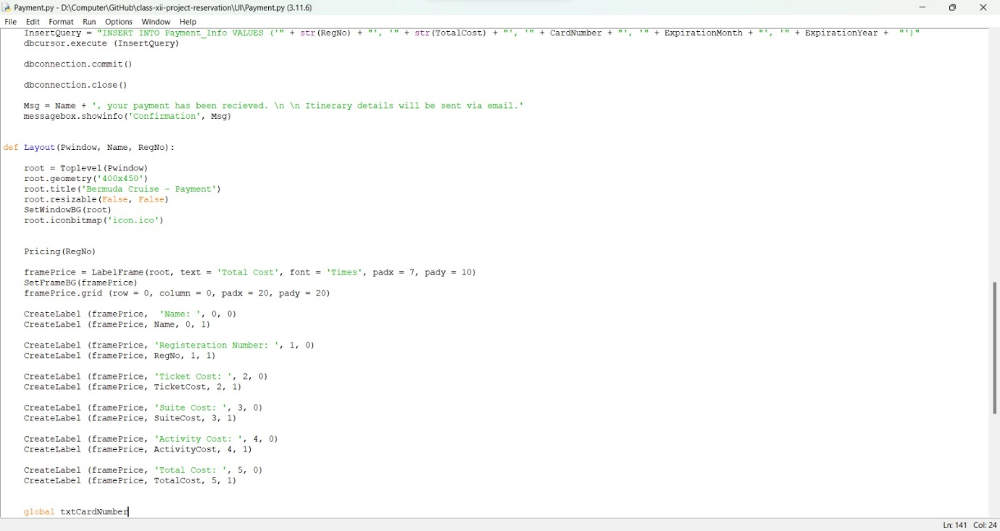 Payment.py - D:\Computer\GitHub\class-xii-project-reservation\UI\Payment.py (3.11.6)
File Edit Format Run Options Window Help
InsertQuery = "INSERT INTO Payment_Info VALUES ('" + str(RegNo) + "', '" + str(TotalCost) + "', '" + CardNumber + "', '" + ExpirationMonth + "', '" + ExpirationYear +  "')"
dbcursor.execute (InsertQuery)
dbconnection.commit()
dbconnection.close()
Msg = Name + ', your payment has been recieved. \n \n Itinerary details will be sent via email.'
messagebox.showinfo('Confirmation', Msg)
def Layout(Pwindow, Name, RegNo):
root = Toplevel(Pwindow)
root.geometry('400x450')
root.title('Bermuda Cruise - Payment')
root.resizable(False, False)
SetWindowBG(root)
root.iconbitmap('icon.ico')
Pricing(RegNo)
framePrice = LabelFrame(root, text = 'Total Cost', font = 'Times', padx = 7, pady = 10)
SetFrameBG(framePrice)
framePrice.grid (row = 0, column = 0, padx = 20, pady = 20)
CreateLabel (framePrice,  'Name: ', 0, 0)
CreateLabel (framePrice, Name, 0, 1)
CreateLabel (framePrice, 'Registeration Number: ', 1, 0)
CreateLabel (framePrice, RegNo, 1, 1)
CreateLabel (framePrice, 'Ticket Cost: ', 2, 0)
CreateLabel (framePrice, TicketCost, 2, 1)
CreateLabel (framePrice, 'Suite Cost: ', 3, 0)
CreateLabel (framePrice, SuiteCost, 3, 1)
CreateLabel (framePrice, 'Activity Cost: ', 4, 0)
CreateLabel (framePrice, ActivityCost, 4, 1)
CreateLabel (framePrice, 'Total Cost: ', 5, 0)
CreateLabel (framePrice, TotalCost, 5, 1)
global txtCardNumber
Ln: 141 Col: 24